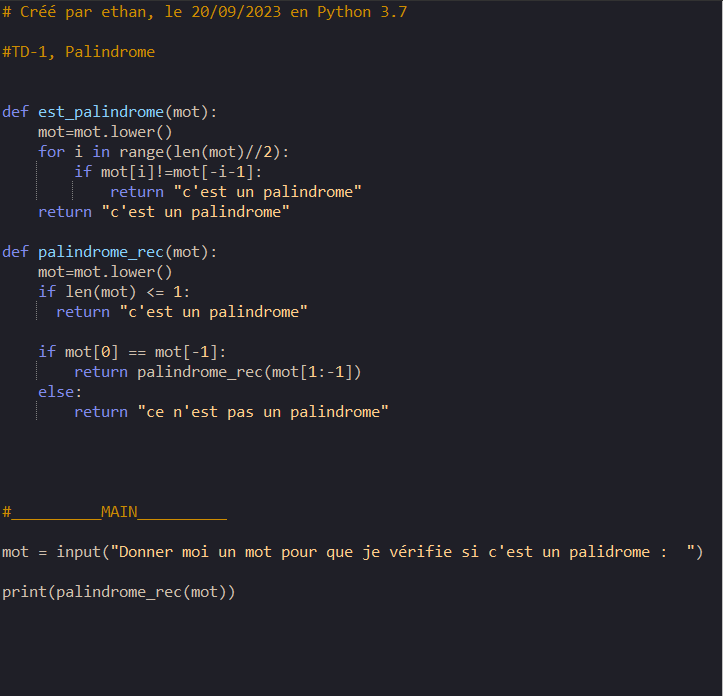 # Créé par ethan, le 20/09/2023 en Python 3.7
#TD-1, Palindrome
def est_palindrome(mot):
    mot=mot.lower()
    for i in range(len(mot)//2):
        if mot[i]!=mot[-i-1]:
            return "c'est un palindrome"
    return "c'est un palindrome"
def palindrome_rec(mot):
    mot=mot.lower()
    if len(mot) <= 1:
      return "c'est un palindrome"
    if mot[0] == mot[-1]:
        return palindrome_rec(mot[1:-1])
    else:
        return "ce n'est pas un palindrome"
#__________MAIN__________
mot = input("Donner moi un mot pour que je vérifie si c'est un palidrome :  ")
print(palindrome_rec(mot))